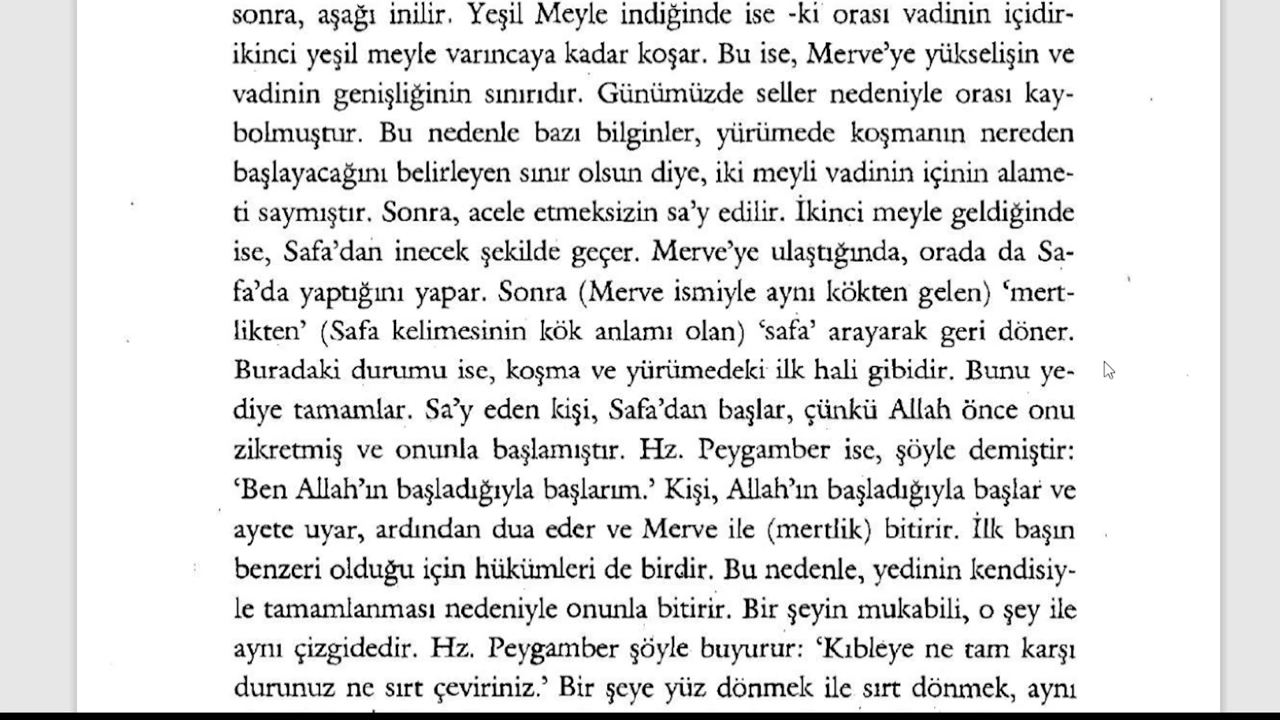 sonra, aşağı inilir. Yeşil Meyle indiğinde ise -ki orası vadinin içidir-
ikinci yeşil meyle varıncaya kadar koşar. Bu ise, Merve’ye yükselişin ve
vadinin genişliğinin sınırıdır. Günümüzde seller nedeniyle orası kay-
bolmuştur. Bu nedenle bazı bilginler, yürümede koşmanın nereden
başlayacağını belirleyen sınır olsun diye, iki meyli vadinin içinin alame-
ti saymıştır. Sonra, acele etmeksizin sa’y edilir. İkinci meyle geldiğinde
ise, Safa’dan inecek şekilde geçer. Merve’ye ulaştığında, orada da Sa-
fa’da yaptığını yapar. Sonra (Merve ismiyle aynı kökten gelen) ‘mert-
likten’ (Safa kelimesinin kök anlamı olan) ‘safa’ arayarak geri döner.
Buradaki durumu ise, koşma ve yürümedeki ilk hali gibidir. Bunu ye-
diye tamamlar. Sa’y eden kişi, Safa’dan başlar, çünkü Allah önce onu
zikretmiş ve onunla başlamıştır. Hz. Peygamber ise, şöyle demiştir:
‘Ben Allah’ın başladığıyla başlarım.’ Kişi, Allah’ın başladığıyla başlar ve
ayete uyar, ardından dua eder ve Merve ile (mertlik) bitirir. İlk başın
benzeri olduğu için hükümleri de birdir. Bu nedenle, yedinin kendisiy-
le tamamlanması nedeniyle onunla bitirir. Bir şeyin mukabili, o şey ile
aynı çizgidedir. Hz. Peygamber şöyle buyurur: ‘Kıbleye ne tam karşı
durunuz ne sırt çeviriniz.’ Bir şeye yüz dönmek ile sırt dönmek, aynı